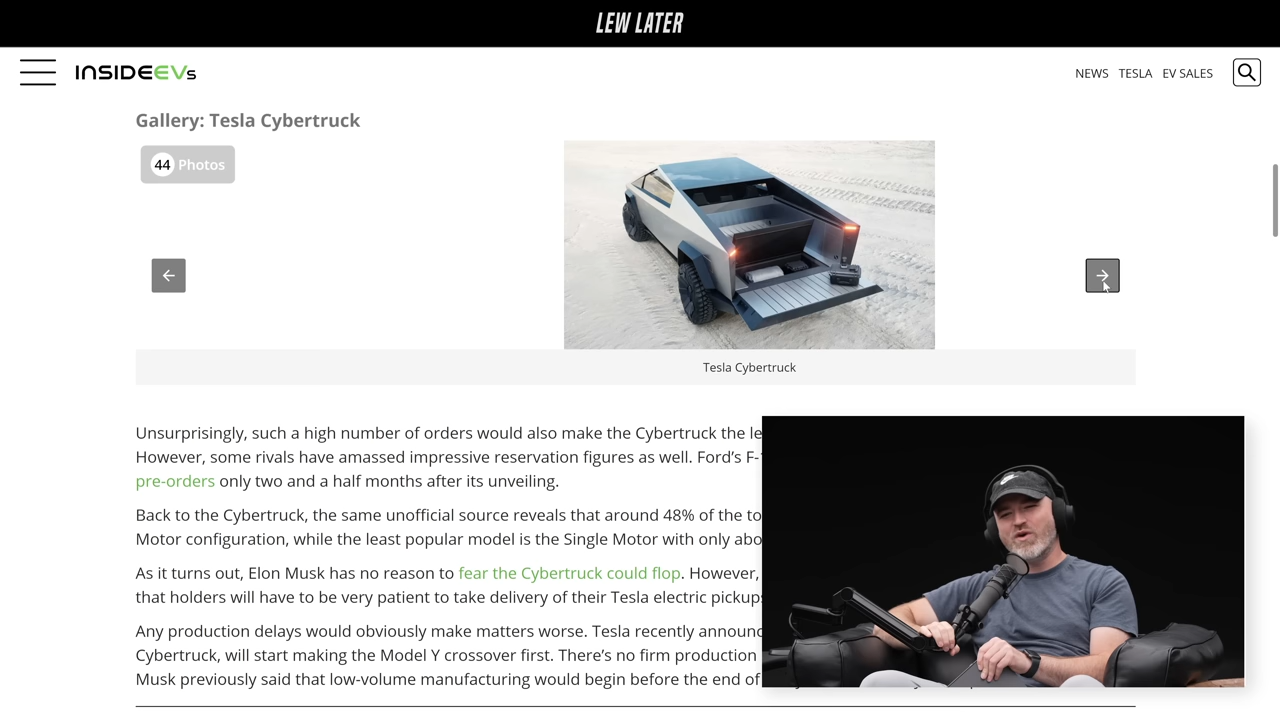 LEW LATER
INSIDEEVs
NEWS TESLA EV SALES
Gallery: Tesla Cybertruck
44 Photos
Tesla Cybertruck
Unsurprisingly, such a high number of orders would also make the Cybertruck the
However, some rivals have amassed impressive reservation figures as well. Ford’s
pre-orders only two and a half months after its unveiling.
Back to the Cybertruck, the same unofficial source reveals that around 48% of the
Motor configuration, while the least popular model is the Single Motor with only
As it turns out, Elon Musk has no reason to fear the Cybertruck could flop. However,
that holders will have to be very patient to take delivery of their Tesla electric
Any production delays would obviously make matters worse. Tesla recently
Cybertruck, will start making the Model Y crossover first. There’s no firm production
Musk previously said that low-volume manufacturing would begin before the end of